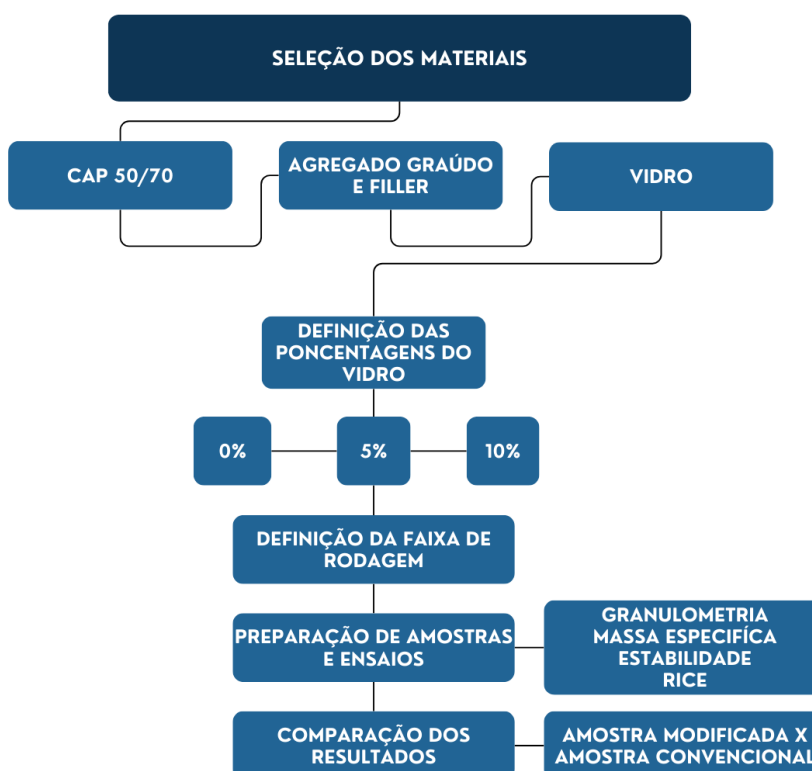 SELEÇÃO DOS MATERIAIS
CAP 50/70
AGREGADO GRAÚDO
E FILLER
VIDRO
DEFINIÇÃO DAS
PONCENTAGENS DO
VIDRO
0%
5%
10%
DEFINIÇÃO DA FAIXA DE
RODAGEM
PREPARAÇÃO DE AMOSTRAS
E ENSAIOS
GRANULOMETRIA
MASSA ESPECIFÍCA
ESTABILIDADE
RICE
COMPARAÇÃO DOS
RESULTADOS
AMOSTRA MODIFICADA X
AMOSTRA CONVENCIONAL